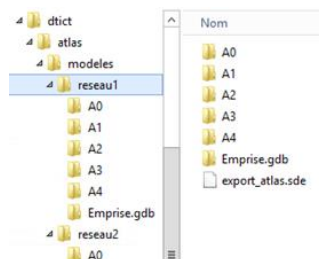 dtict
atlas
modeles
reseau1
A0
A1
A2
A3
A4
Emprise.gdb
reseau2
A0
Nom
A0
A1
A2
A3
A4
Emprise.gdb
export_atlas.sde